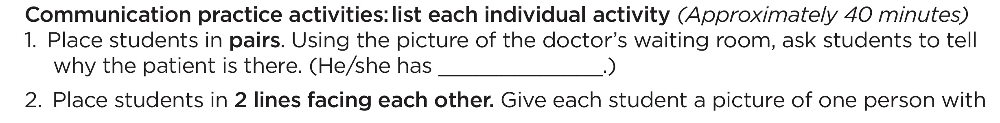 Communication practice activities: list each individual activity (Approximately 40 minutes)
1. Place students in pairs. Using the picture of the doctor’s waiting room, ask students to tell
why the patient is there. (He/she has _______________.)
2. Place students in 2 lines facing each other. Give each student a picture of one person with